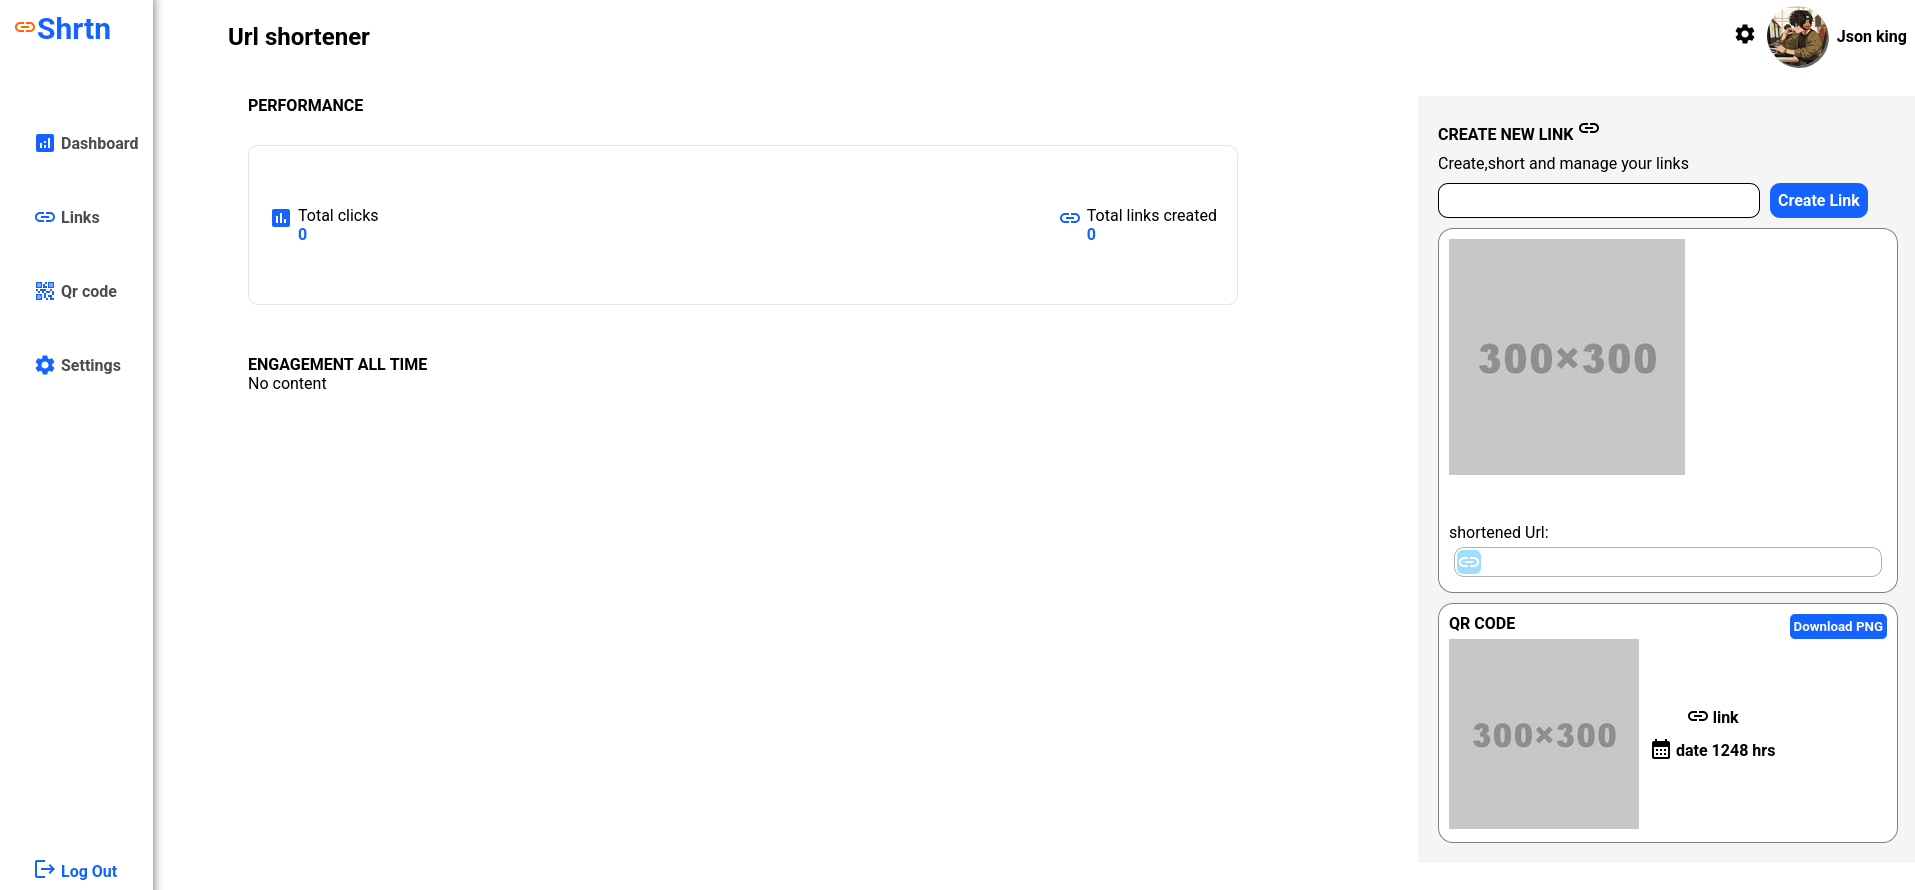 Shrtn
Url shortener
Json king
Dashboard
Links
Qr code
Settings
Log Out
PERFORMANCE
Total clicks
0
Total links created
0
ENGAGEMENT ALL TIME
No content
CREATE NEW LINK
Create,short and manage your links
Create Link
300×300
shortened Url:
QR CODE
Download PNG
300×300
link
date 1248 hrs